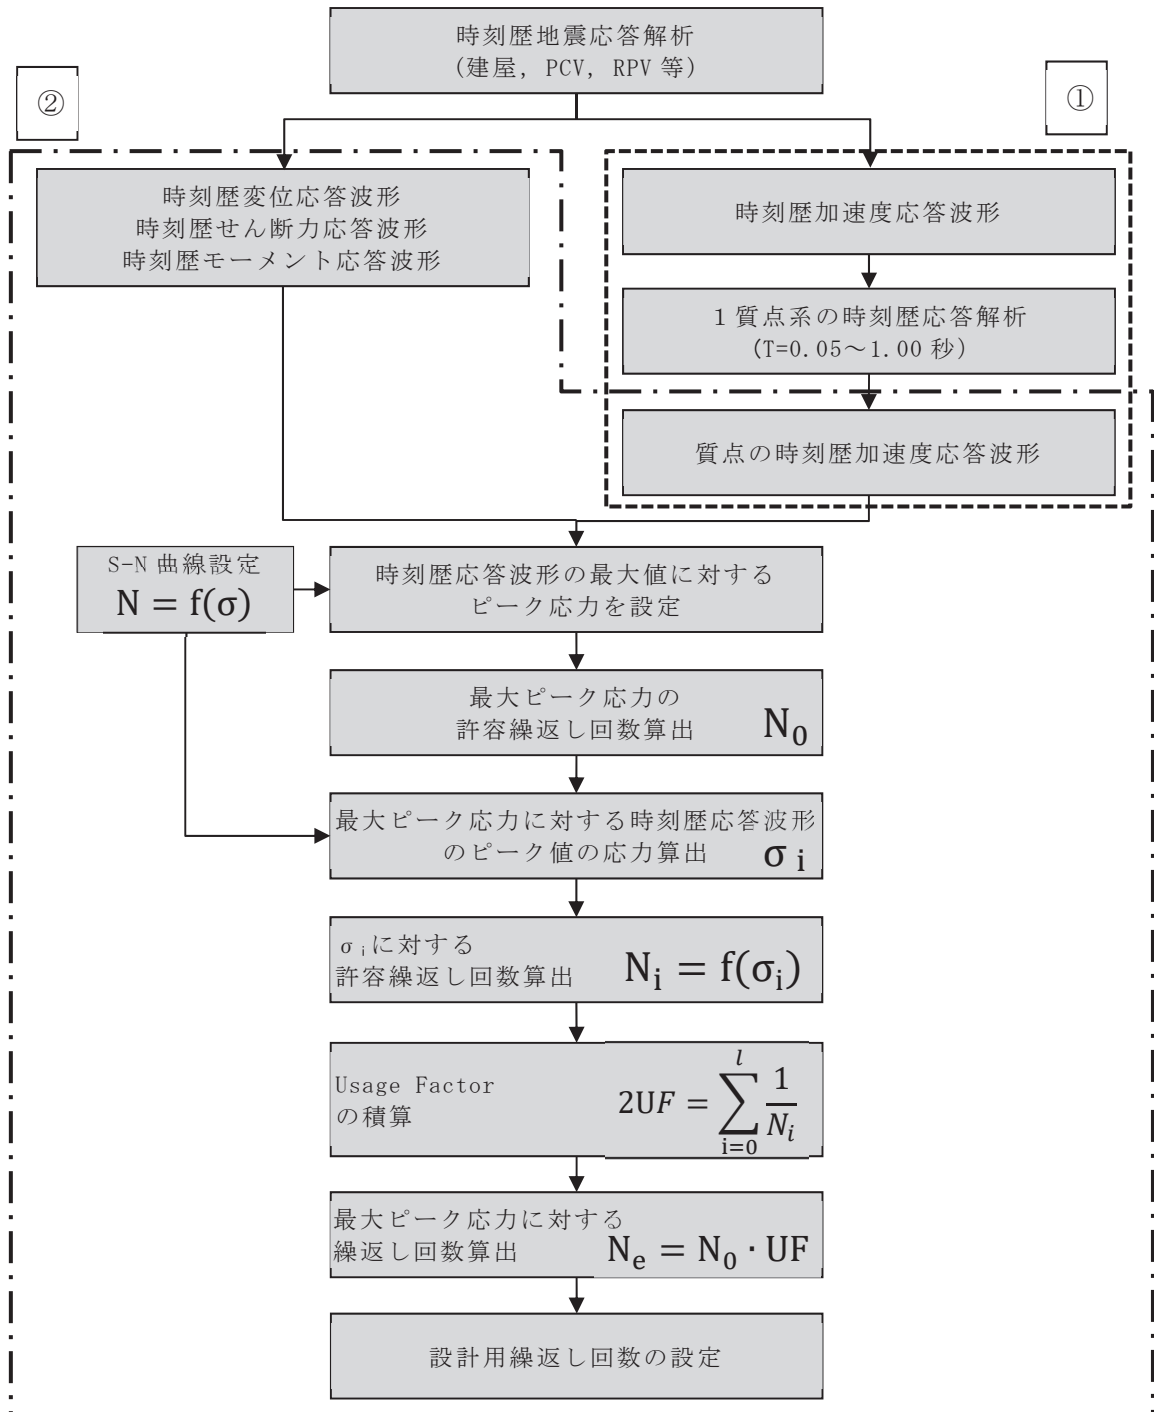 時刻歴地震応答解析
(建屋, PCV, RPV 等)
②
①
時刻歴変位応答波形
時刻歴せん断力応答波形
時刻歴モーメント応答波形
時刻歴加速度応答波形
1質点系の時刻歴応答解析
(T=0.05～1.00 秒)
質点の時刻歴加速度応答波形
S-N 曲線設定
N = f(σ)
時刻歴応答波形の最大値に対する
ピーク応力を設定
最大ピーク応力の
許容繰返し回数算出 N₀
最大ピーク応力に対する時刻歴応答波形
のピーク値の応力算出 σ i
σ ᵢに対する
許容繰返し回数算出 Nᵢ = f(σᵢ)
Usage Factor
の積算
2UF = ∑_{i=0}^{l} 1/Nᵢ
最大ピーク応力に対する
繰返し回数算出 Nₑ = N₀ · UF
設計用繰返し回数の設定